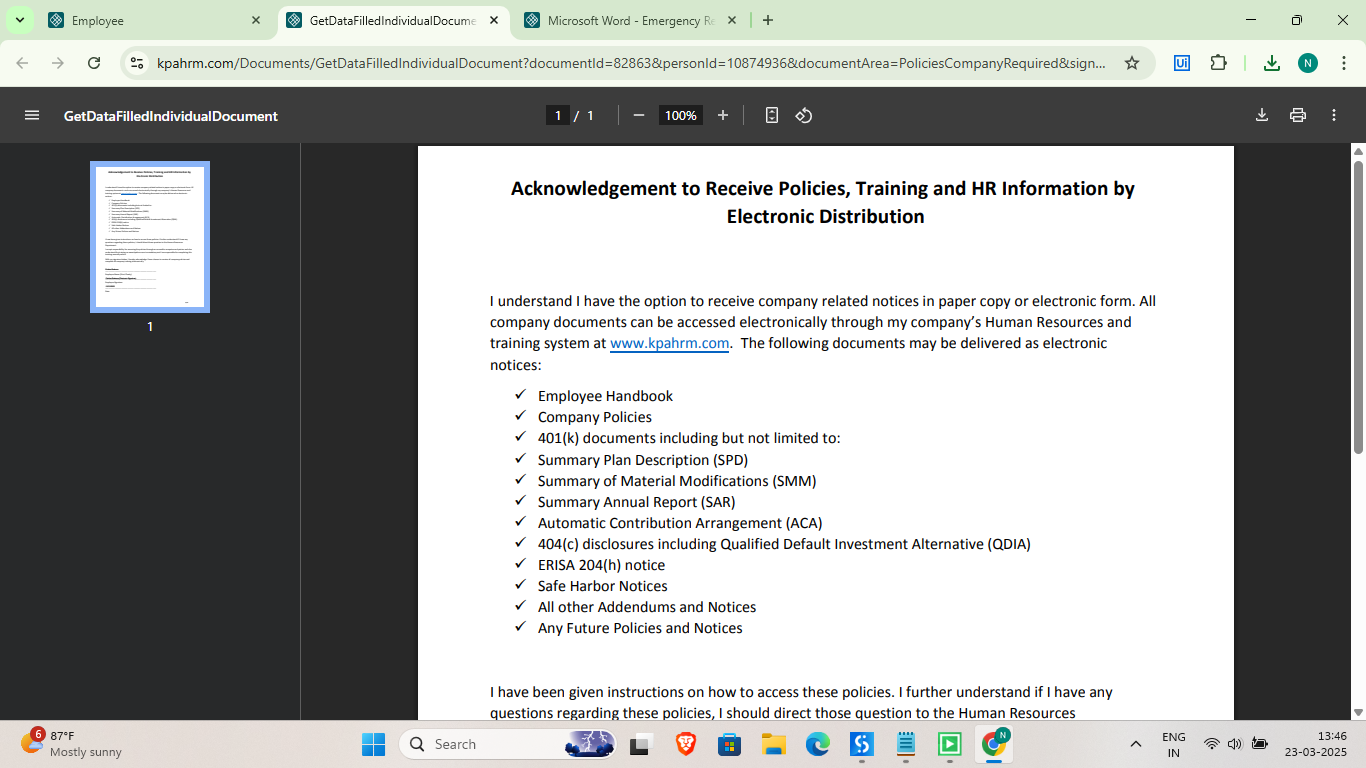 Employee
GetDataFilledIndividualDocume
Microsoft Word - Emergency Re
kpahrm.com/Documents/GetDataFilledIndividualDocument?documentId=82863&personId=10874936&documentArea=PoliciesCompanyRequired&sign...
Ui
N
GetDataFilledIndividualDocument
1 / 1
100%
1
Acknowledgement to Receive Policies, Training and HR Information by
Electronic Distribution
I understand I have the option to receive company related notices in paper copy or electronic form. All
company documents can be accessed electronically through my company’s Human Resources and
training system at www.kpahrm.com. The following documents may be delivered as electronic
notices:
✓ Employee Handbook
✓ Company Policies
✓ 401(k) documents including but not limited to:
✓ Summary Plan Description (SPD)
✓ Summary of Material Modifications (SMM)
✓ Summary Annual Report (SAR)
✓ Automatic Contribution Arrangement (ACA)
✓ 404(c) disclosures including Qualified Default Investment Alternative (QDIA)
✓ ERISA 204(h) notice
✓ Safe Harbor Notices
✓ All other Addendums and Notices
✓ Any Future Policies and Notices
I have been given instructions on how to access these policies. I further understand if I have any
questions regarding these policies, I should direct those question to the Human Resources
6
87°F
Mostly sunny
Search
N
ENG
IN
13:46
23-03-2025